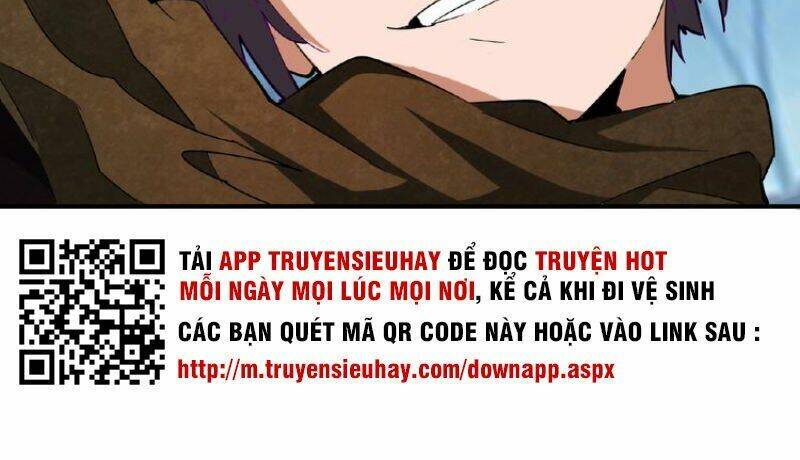 TẢI APP TRUYENSIEUHAY ĐỂ ĐỌC TRUYỆN HOT
MỖI NGÀY MỌI LÚC MỌI NƠI, KỂ CẢ KHI ĐI VỆ SINH
CÁC BẠN QUÉT MÃ QR CODE NÀY HOẶC VÀO LINK SAU :
http://m.truyensieuhay.com/downapp.aspx